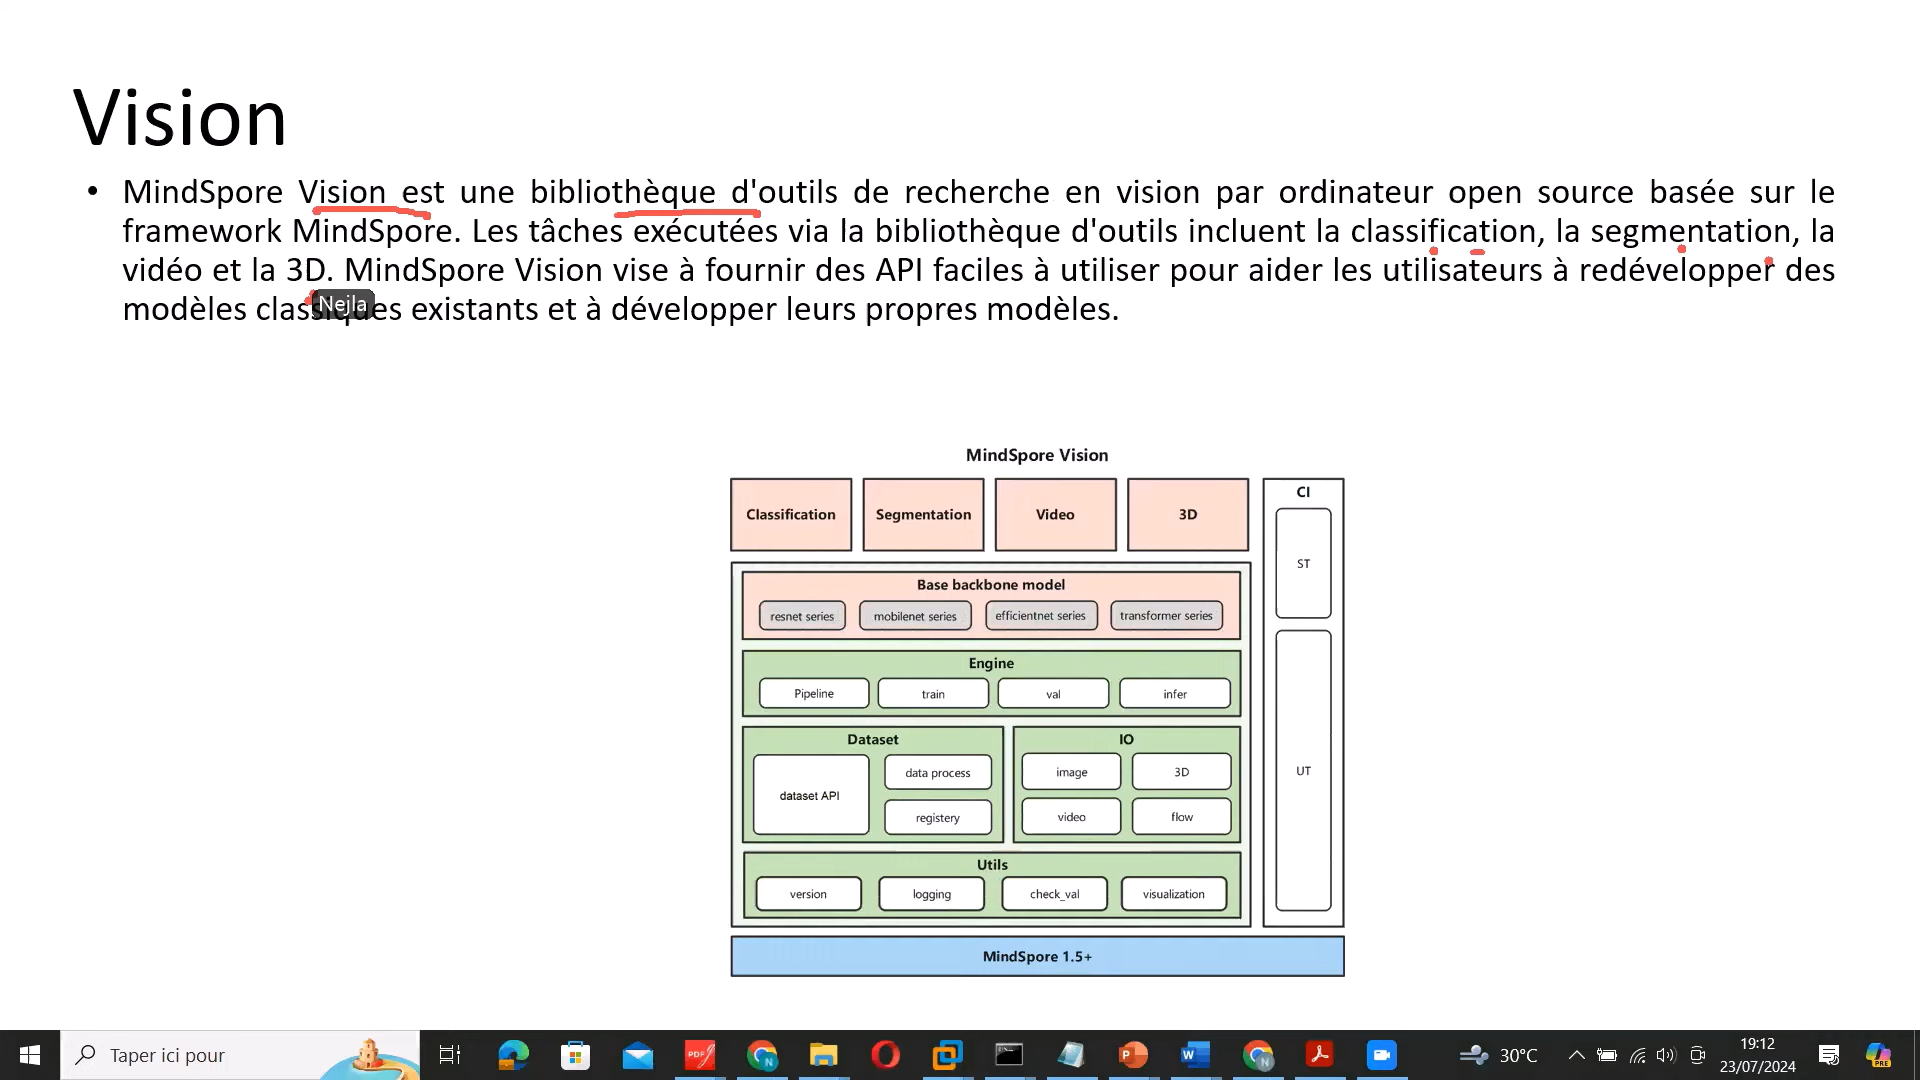 Vision
• MindSpore Vision est une bibliothèque d'outils de recherche en vision par ordinateur open source basée sur le
framework MindSpore. Les tâches exécutées via la bibliothèque d'outils incluent la classification, la segmentation, la
vidéo et la 3D. MindSpore Vision vise à fournir des API faciles à utiliser pour aider les utilisateurs à redévelopper des
modèles classiques existants et à développer leurs propres modèles.
Nejla
MindSpore Vision
Classification
Segmentation
Video
3D
CI
ST
UT
Base backbone model
resnet series
mobilenet series
efficientnet series
transformer series
Engine
Pipeline
train
val
infer
Dataset
dataset API
data process
registery
IO
image
3D
video
flow
Utils
version
logging
check_val
visualization
MindSpore 1.5+
Taper ici pour
PDF
N
P
W
N
30°C
19:12
23/07/2024
PRE